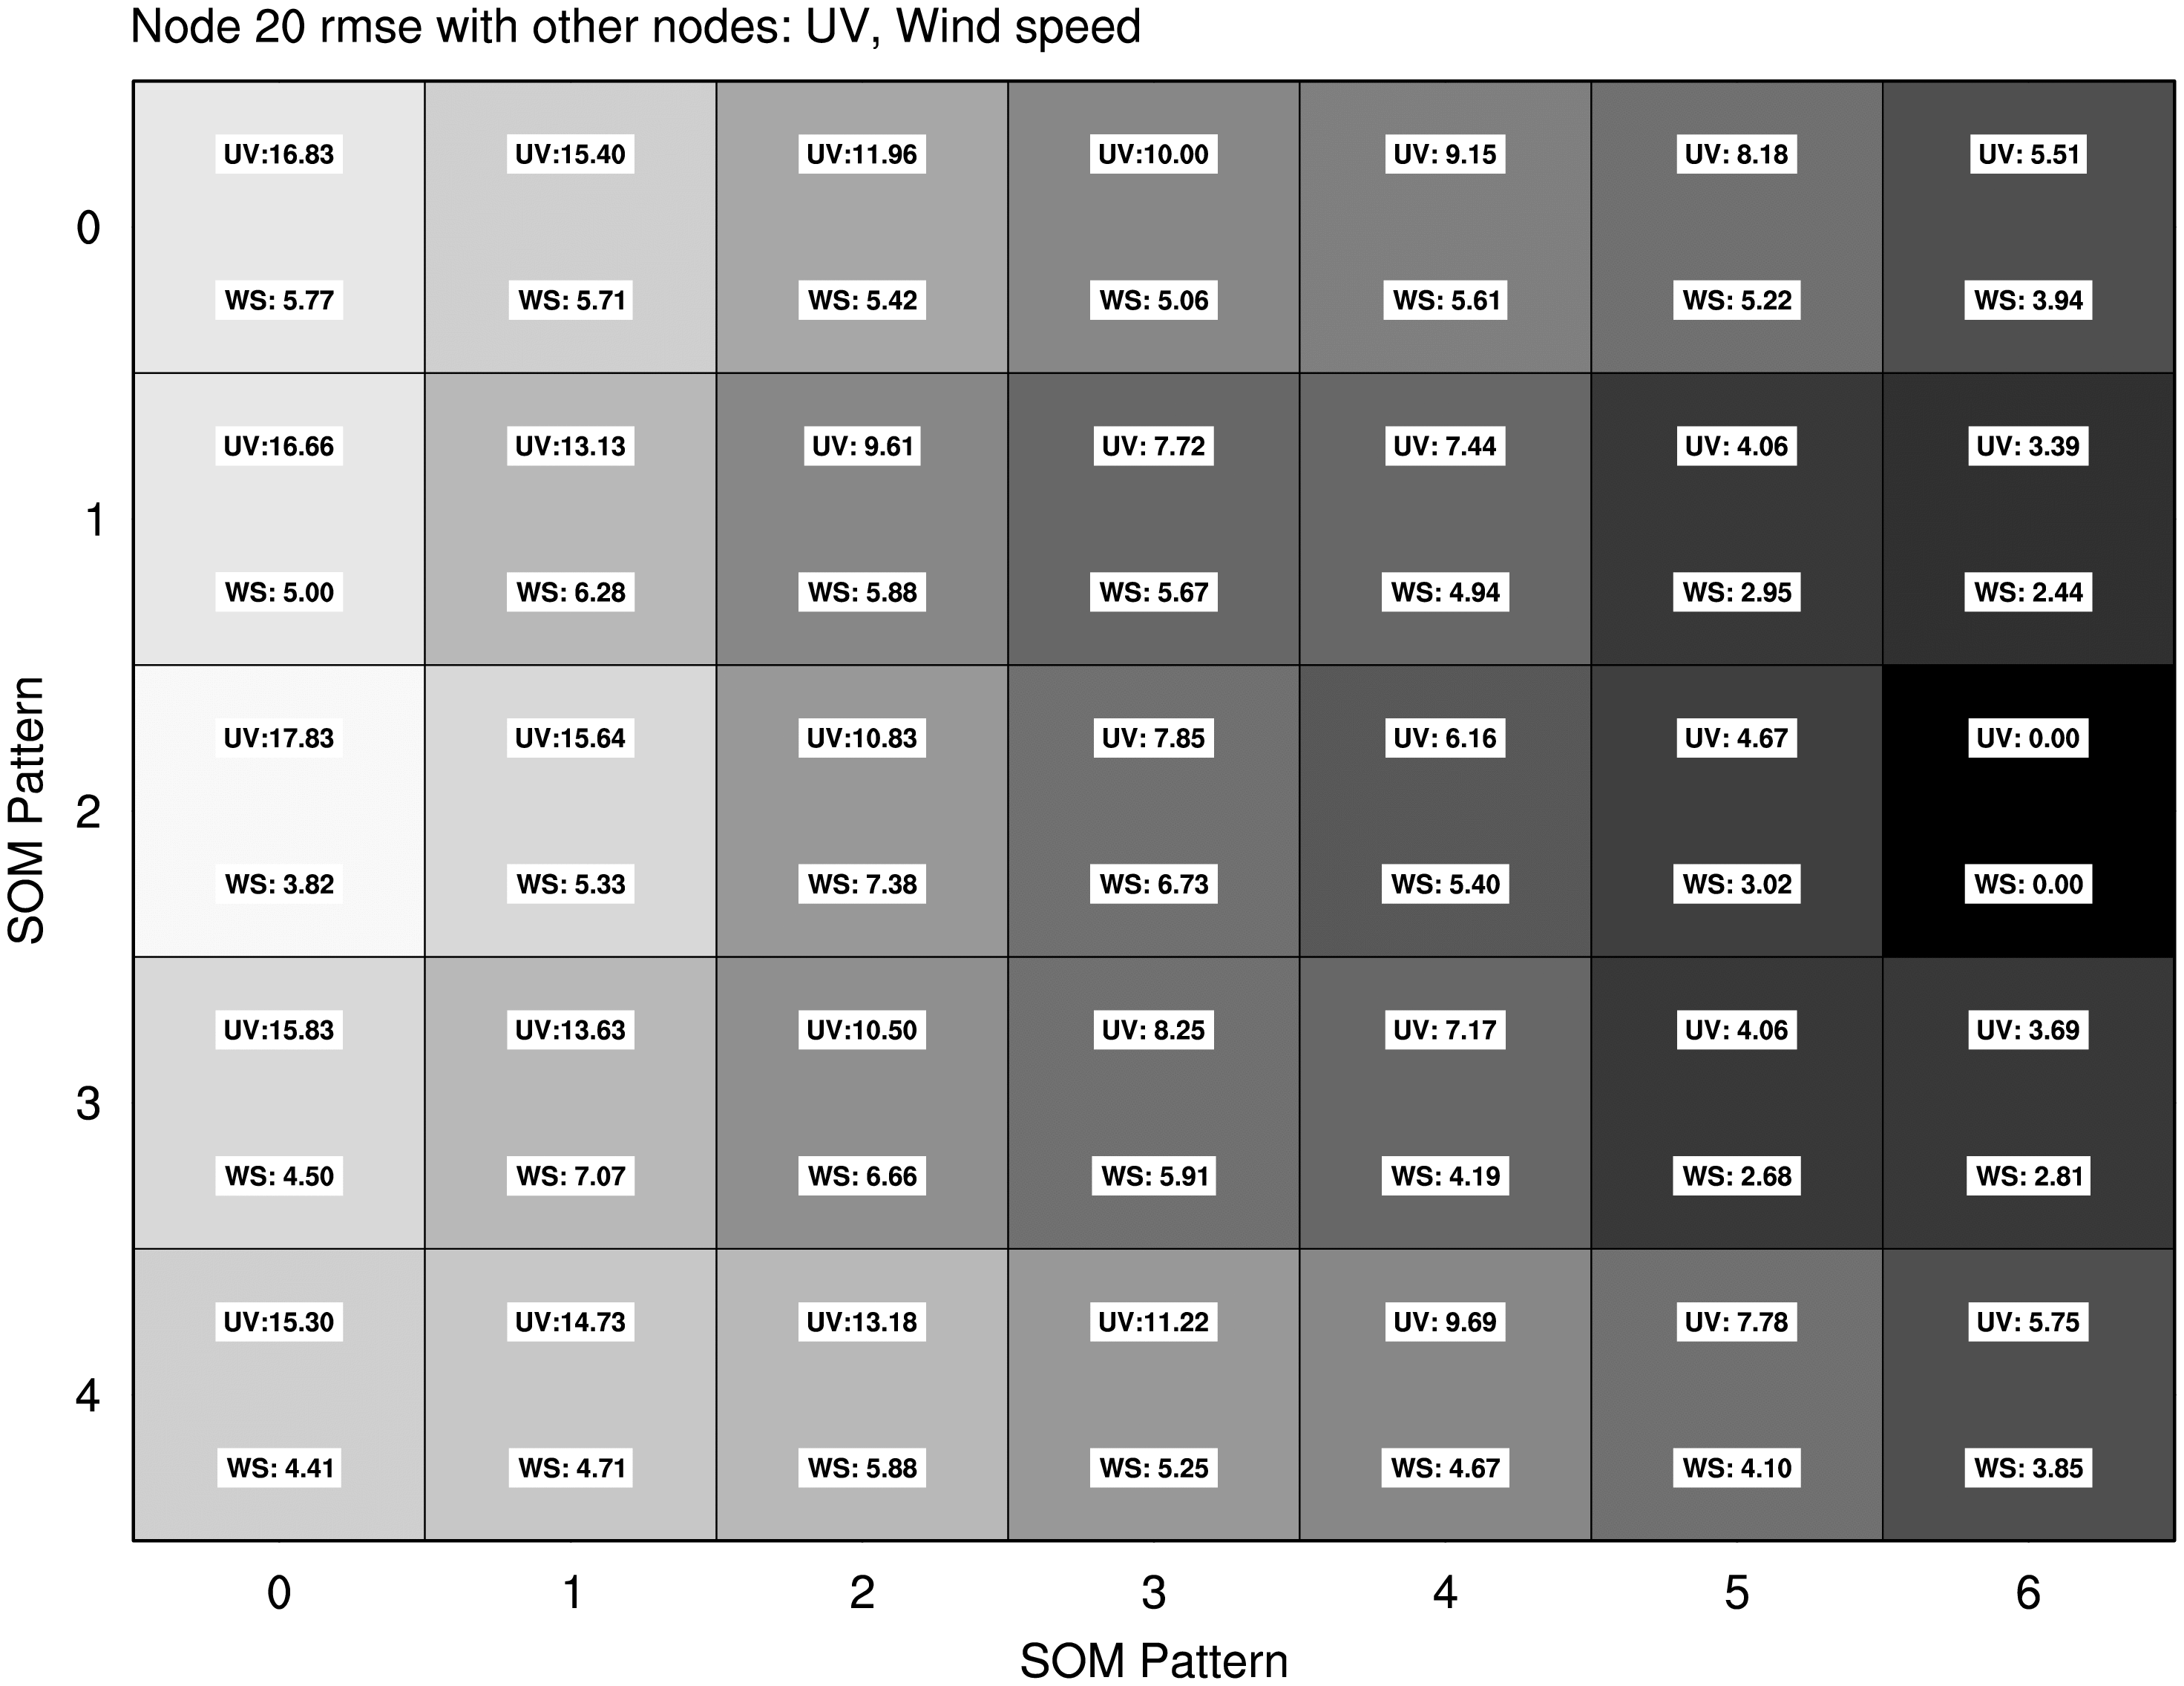 Node 20 rmse with other nodes: UV, Wind speed
UV:16.83 UV:15.40 UV:11.96 UV:10.00 UV: 9.15 UV: 8.18 UV: 5.51
0
WS: 5.77 WS: 5.71 WS: 5.42 WS: 5.06 WS: 5.61 WS: 5.22 WS: 3.94
UV:16.66 UV:13.13 UV: 9.61 UV: 7.72 UV: 7.44 UV: 4.06 UV: 3.39
1
WS: 5.00 WS: 6.28 WS: 5.88 WS: 5.67 WS: 4.94 WS: 2.95 WS: 2.44
UV:17.83 UV:15.64 UV:10.83 UV: 7.85 UV: 6.16 UV: 4.67 UV: 0.00
2
SOM Pattern
WS: 3.82 WS: 5.33 WS: 7.38 WS: 6.73 WS: 5.40 WS: 3.02 WS: 0.00
UV:15.83 UV:13.63 UV:10.50 UV: 8.25 UV: 7.17 UV: 4.06 UV: 3.69
3
WS: 4.50 WS: 7.07 WS: 6.66 WS: 5.91 WS: 4.19 WS: 2.68 WS: 2.81
UV:15.30 UV:14.73 UV:13.18 UV:11.22 UV: 9.69 UV: 7.78 UV: 5.75
4
WS: 4.41 WS: 4.71 WS: 5.88 WS: 5.25 WS: 4.67 WS: 4.10 WS: 3.85
0 1 2 3 4 5 6
SOM Pattern